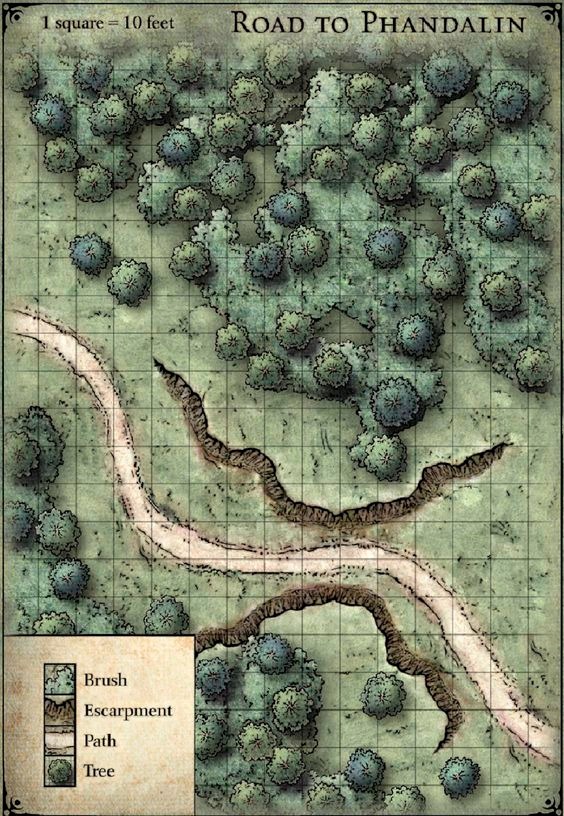 1 square = 10 feet
Road to Phandalin
Brush
Escarpment
Path
Tree